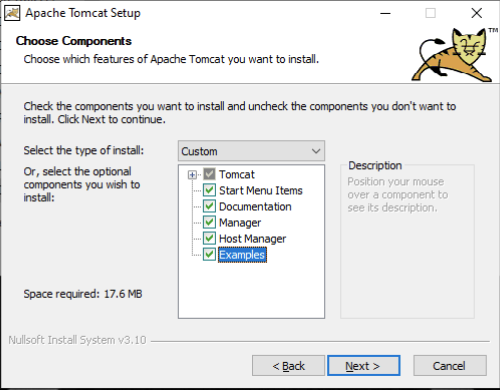 Apache Tomcat Setup
Choose Components
Choose which features of Apache Tomcat you want to install.
TM
Check the components you want to install and uncheck the components you don't want to
install. Click Next to continue.
Select the type of install:
Custom
Or, select the optional
components you wish to
install:
Tomcat
Start Menu Items
Documentation
Manager
Host Manager
Examples
Description
Position your mouse
over a component to
see its description.
Space required: 17.6 MB
Nullsoft Install System v3.10
< Back
Next >
Cancel